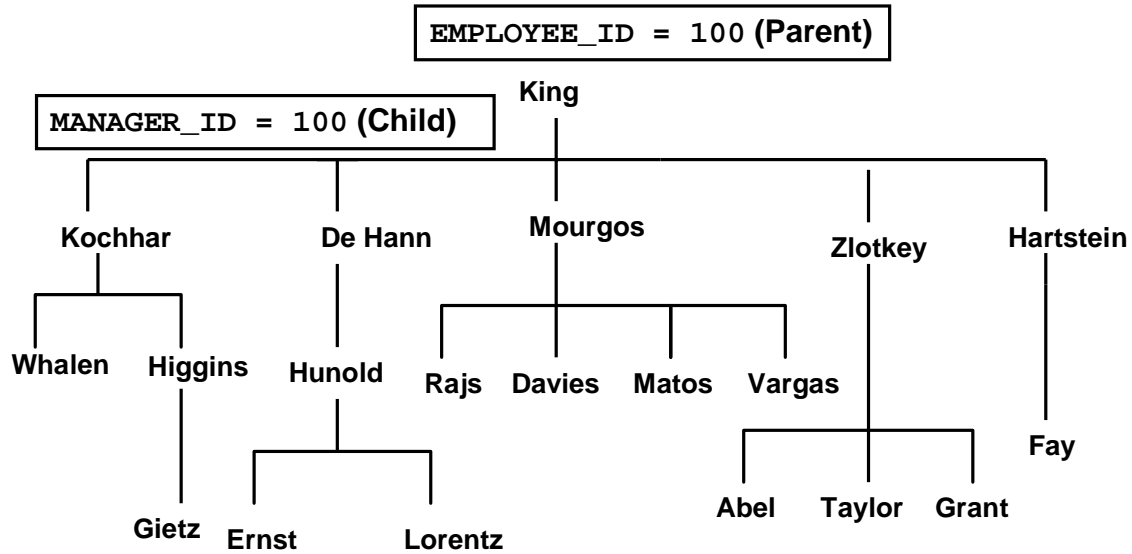 EMPLOYEE_ID = 100 (Parent)
King
MANAGER_ID = 100 (Child)
Kochhar
De Hann
Mourgos
Zlotkey
Hartstein
Whalen
Higgins
Hunold
Rajs
Davies
Matos
Vargas
Fay
Abel
Taylor
Grant
Gietz
Ernst
Lorentz